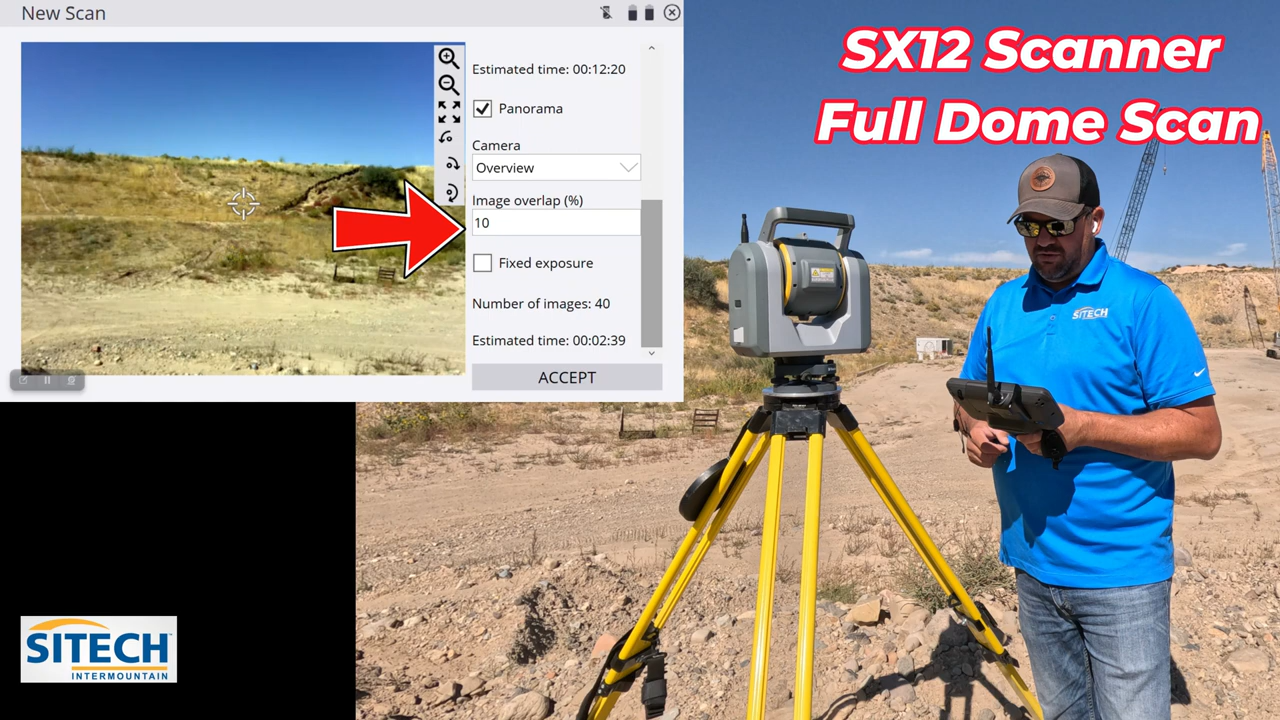 New Scan
Estimated time: 00:12:20
Panorama
Camera
Overview
Image overlap (%)
10
Fixed exposure
Number of images: 40
Estimated time: 00:02:39
ACCEPT
SX12 Scanner
Full Dome Scan
SITECH
SITECH
INTERMOUNTAIN